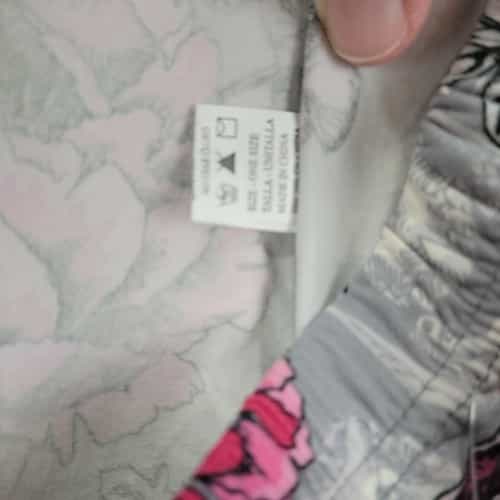 SIZE : ONE SIZE
TALLA : UNITALLA
MADE IN CHINA